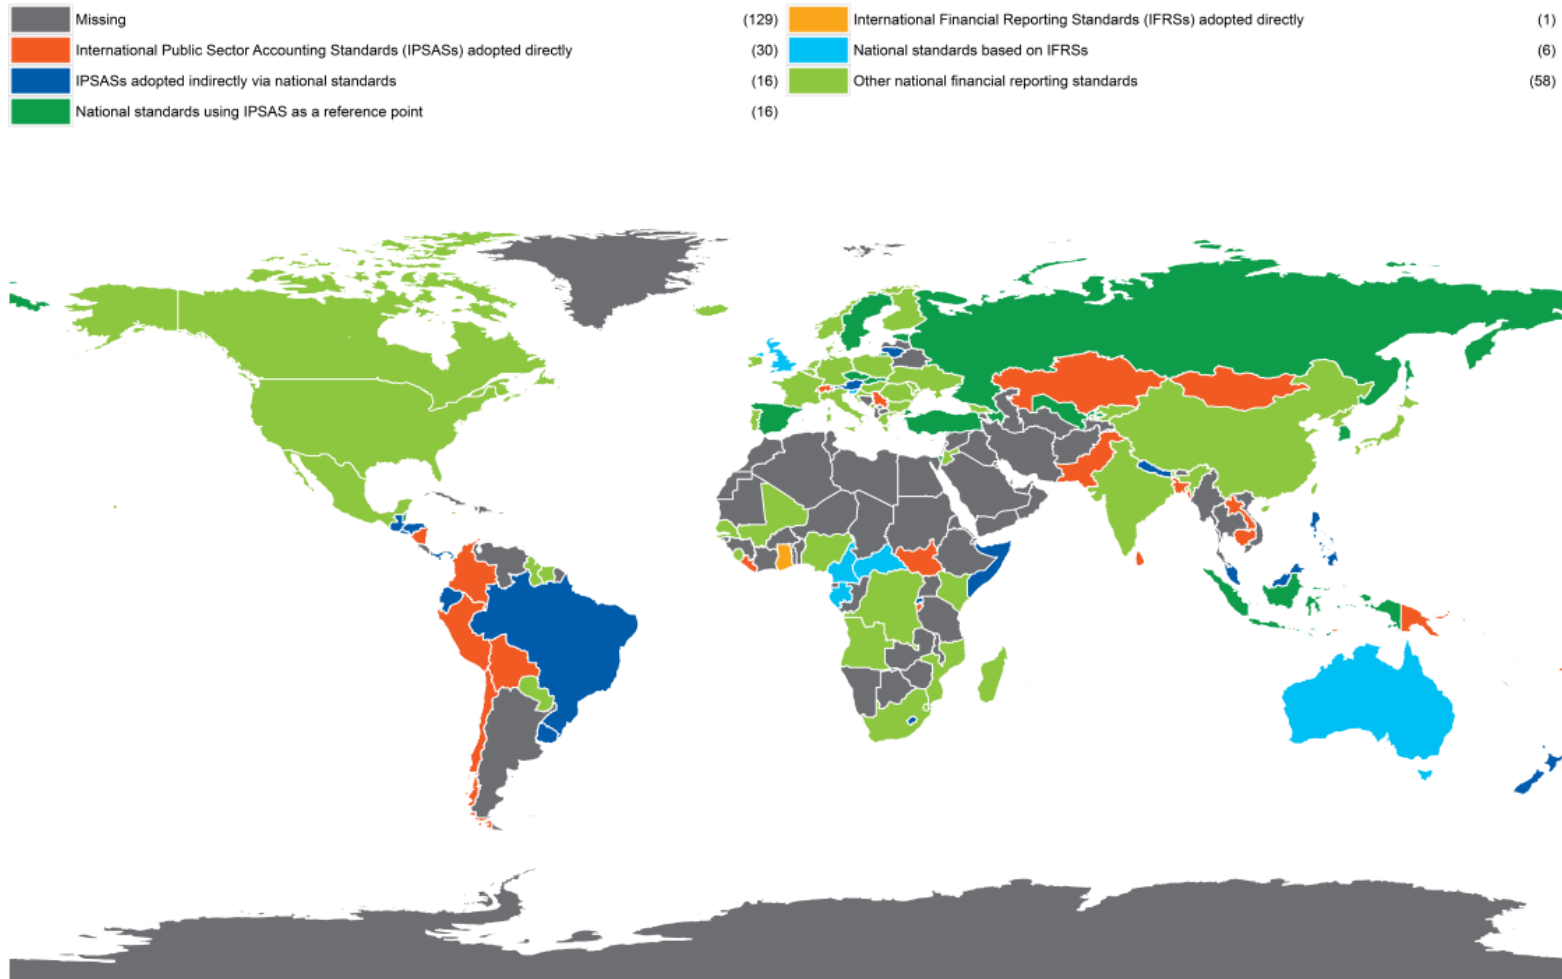 Missing (129)
International Public Sector Accounting Standards (IPSASs) adopted directly (30)
IPSASs adopted indirectly via national standards (16)
National standards using IPSAS as a reference point (16)
International Financial Reporting Standards (IFRSs) adopted directly (1)
National standards based on IFRSs (6)
Other national financial reporting standards (58)